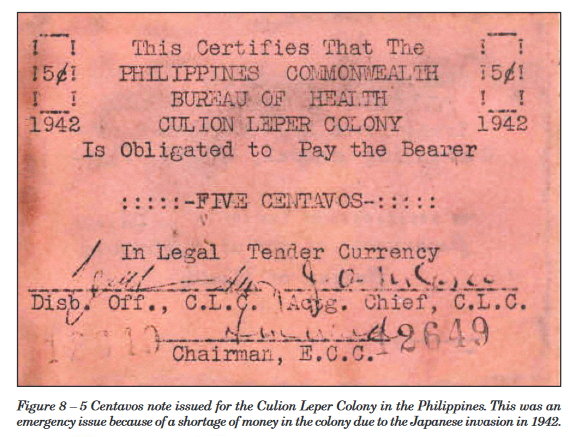 This Certifies That The
5¢ PHILIPPINES COMMONWEALTH 5¢
BUREAU OF HEALTH
1942 CULION LEPER COLONY 1942
Is Obligated to Pay the Bearer
:::::-FIVE CENTAVOS-:::::
In Legal Tender Currency
Disb. Off., C.L.C. Actg. Chief, C.L.C.
12649
Chairman, E.C.C.
Figure 8 – 5 Centavos note issued for the Culion Leper Colony in the Philippines. This was an
emergency issue because of a shortage of money in the colony due to the Japanese invasion in 1942.